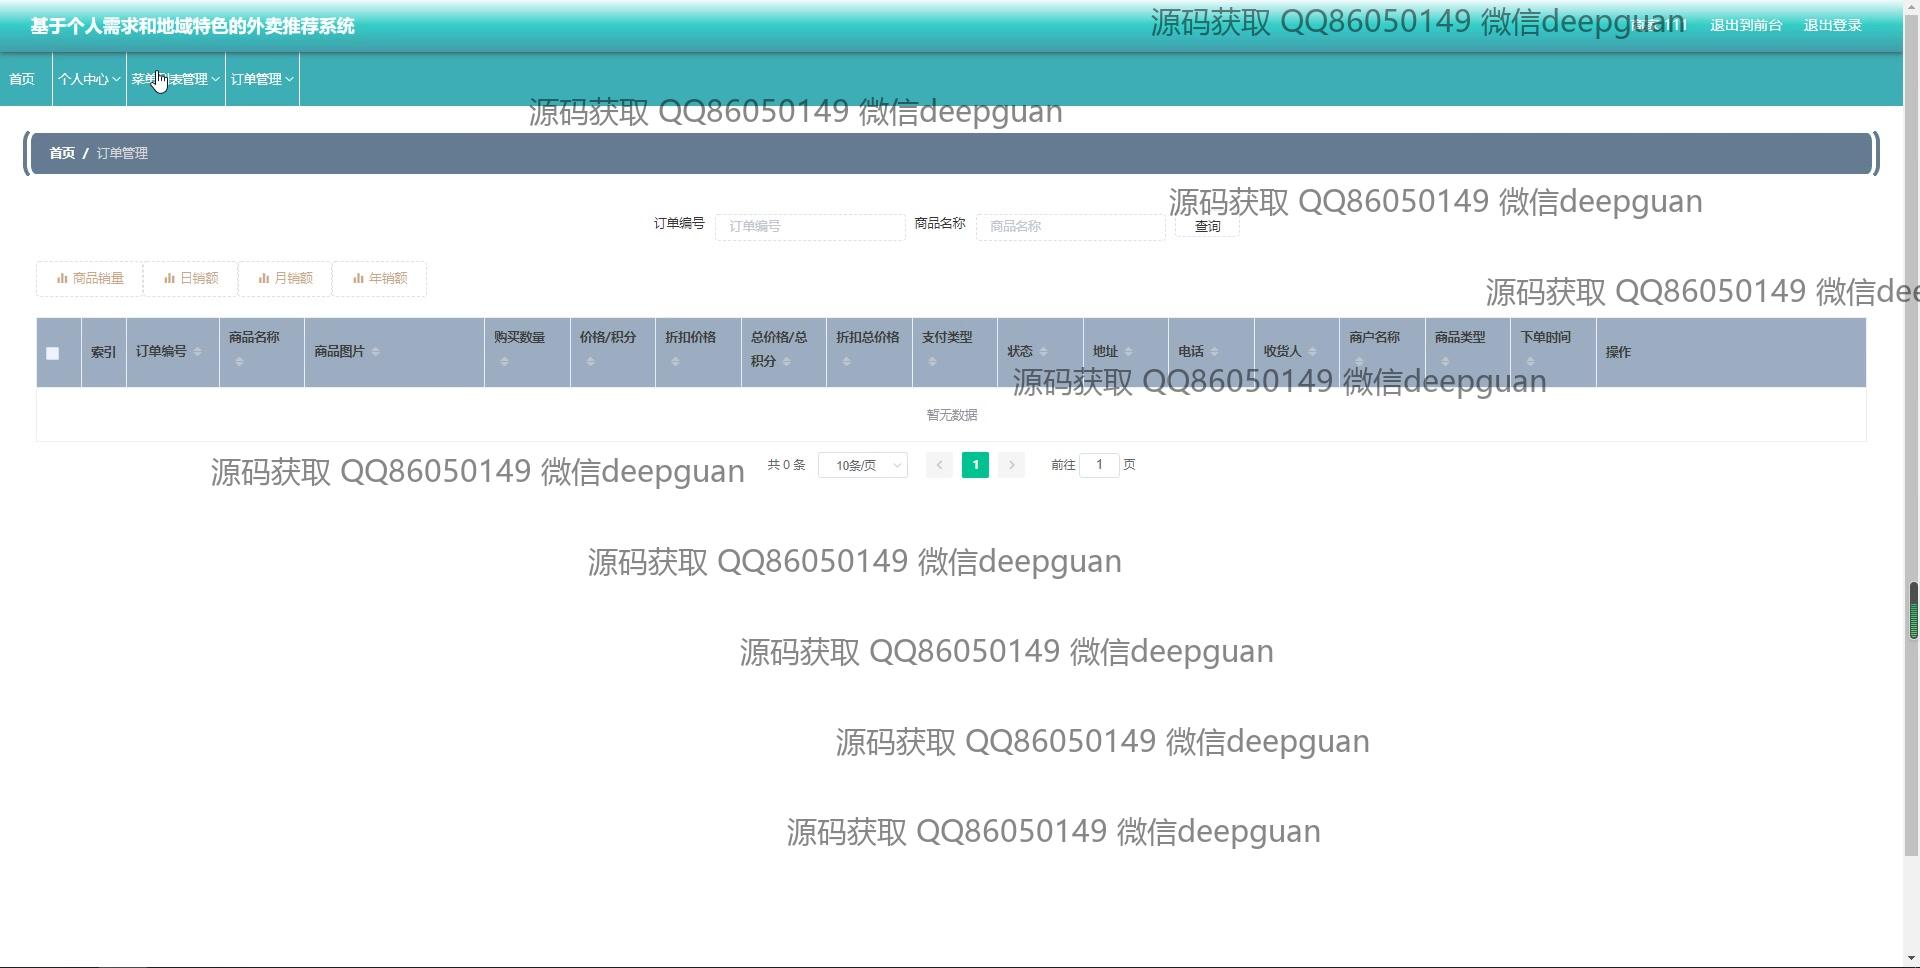 基于个人需求和地域特色的外卖推荐系统
源码获取 QQ86050149 微信deepguan
退出到前台 退出登录
首页 个人中心 菜单列表管理 订单管理
源码获取 QQ86050149 微信deepguan
首页 / 订单管理
源码获取 QQ86050149 微信deepguan
订单编号 订单编号 商品名称 商品名称 查询
商品销量 日销额 月销额 年销额
源码获取 QQ86050149 微信dee
索引 订单编号 商品名称 商品图片 购买数量 价格/积分 折扣价格 总价格/总积分 折扣总价格 支付类型 状态 地址 电话 收货人 商户名称 商品类型 下单时间 操作
源码获取 QQ86050149 微信deepguan
暂无数据
源码获取 QQ86050149 微信deepguan
共 0 条 10条/页 1 前往 1 页
源码获取 QQ86050149 微信deepguan
源码获取 QQ86050149 微信deepguan
源码获取 QQ86050149 微信deepguan
源码获取 QQ86050149 微信deepguan